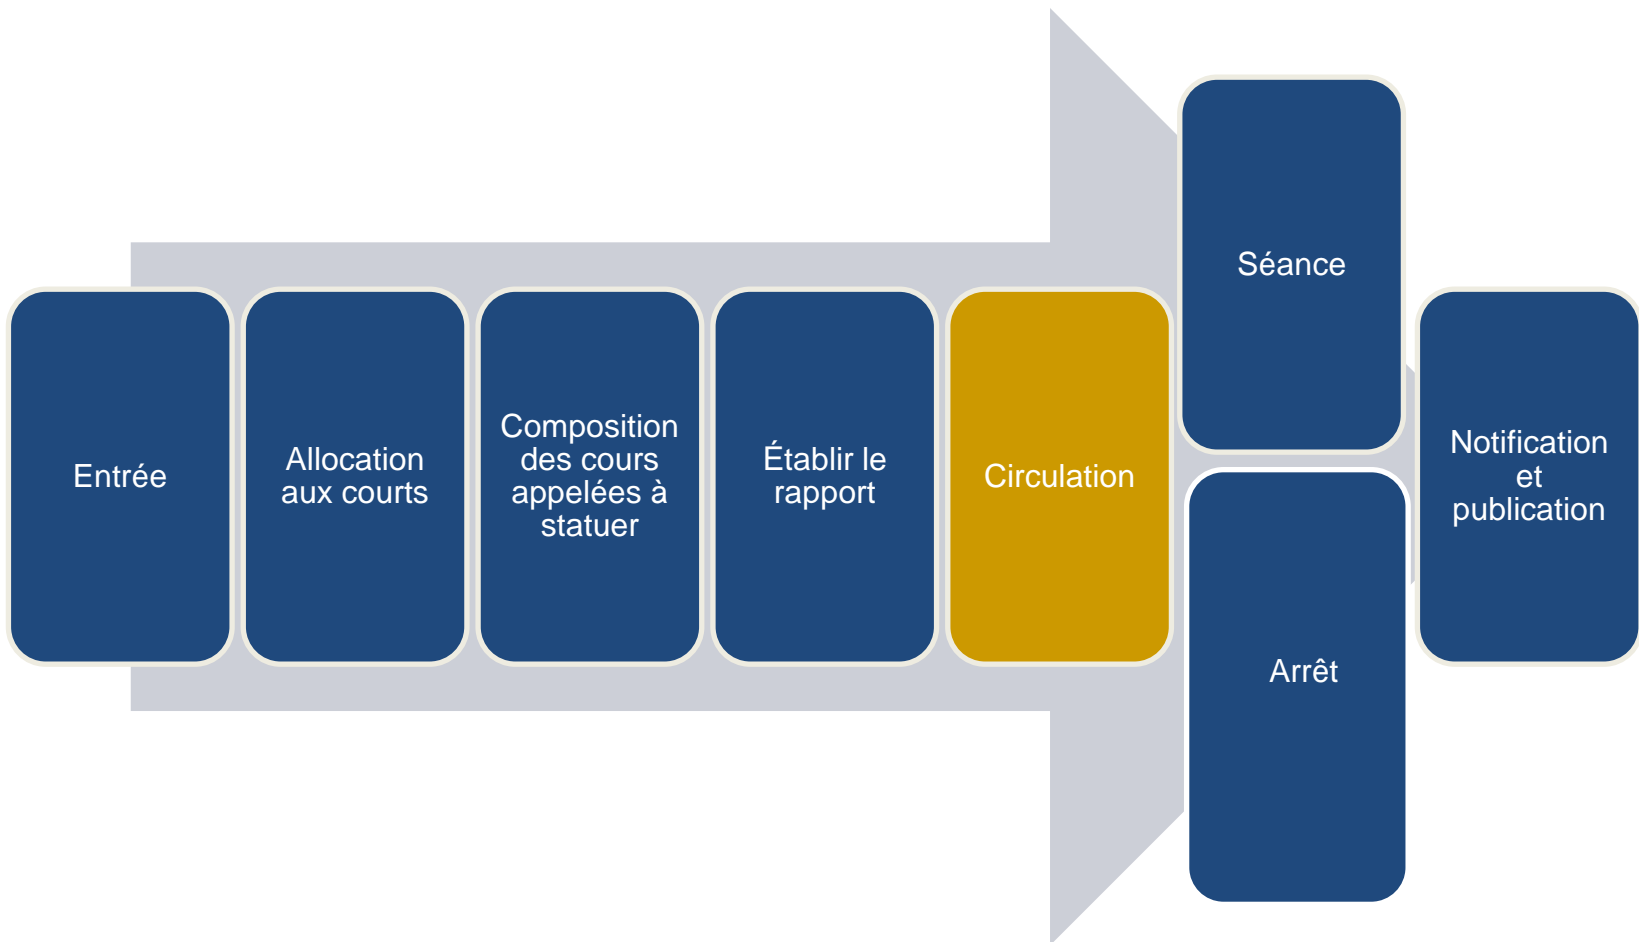 Entrée
Allocation
aux courts
Composition
des cours
appelées à
statuer
Établir le
rapport
Circulation
Séance
Arrêt
Notification
et
publication